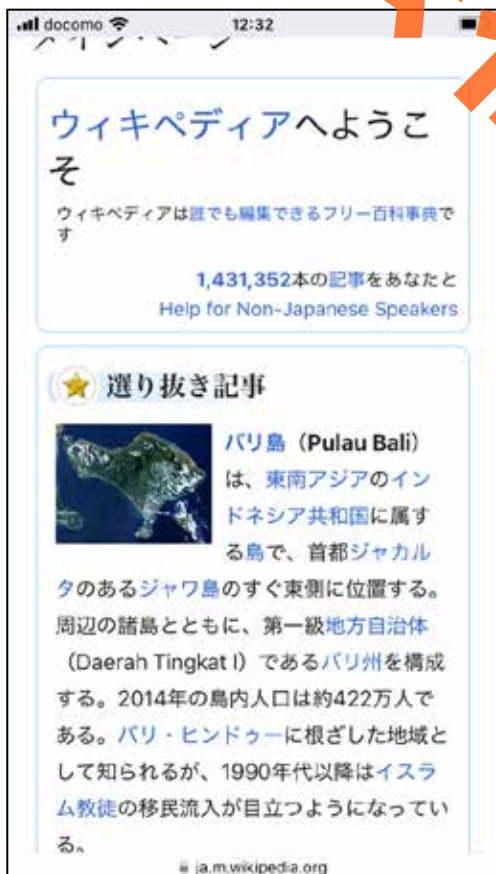 docomo 12:32
メインページ
ウィキペディアへようこ
そ
ウィキペディアは誰でも編集できるフリー百科事典で
す
1,431,352本の記事をあなたと
Help for Non-Japanese Speakers
選り抜き記事
バリ島（Pulau Bali）
は、東南アジアのイン
ドネシア共和国に属す
る島で、首都ジャカル
タのあるジャワ島のすぐ東側に位置する。
周辺の諸島とともに、第一級地方自治体
（Daerah Tingkat I）であるバリ州を構成
する。2014年の島内人口は約422万人で
ある。バリ・ヒンドゥーに根ざした地域と
して知られるが、1990年代以降はイスラ
ム教徒の移民流入が目立つようになってい
る。
ja.m.wikipedia.org